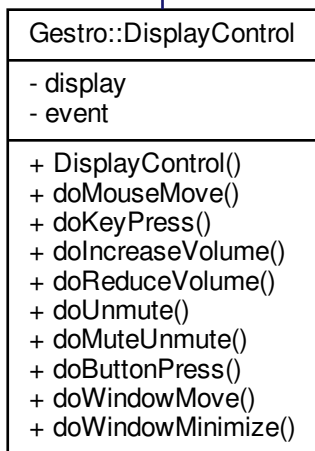 Gestro::DisplayControl
- display
- event
+ DisplayControl()
+ doMouseMove()
+ doKeyPress()
+ doIncreaseVolume()
+ doReduceVolume()
+ doUnmute()
+ doMuteUnmute()
+ doButtonPress()
+ doWindowMove()
+ doWindowMinimize()